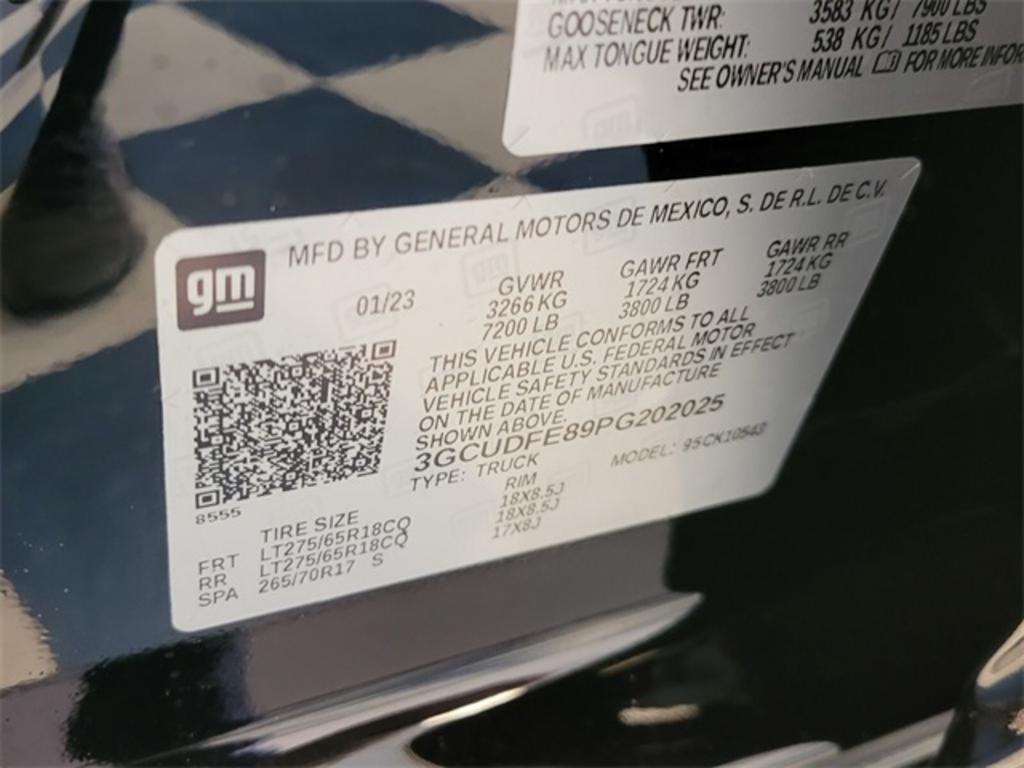 GOOSENECK TWR: 3583 KG/ 7900 LBS
MAX TONGUE WEIGHT: 538 KG/ 1185 LBS
SEE OWNER'S MANUAL FOR MORE INFOR
gm
MFD BY GENERAL MOTORS DE MEXICO, S. DE R.L. DE C.V.
01/23
GVWR
3266 KG
7200 LB
GAWR FRT
1724 KG
3800 LB
GAWR RR
1724 KG
3800 LB
THIS VEHICLE CONFORMS TO ALL
APPLICABLE U.S. FEDERAL MOTOR
VEHICLE SAFETY STANDARDS IN EFFECT
ON THE DATE OF MANUFACTURE
SHOWN ABOVE.
3GCUDFE89PG202025
TYPE: TRUCK MODEL: 95CK10543
8555
TIRE SIZE RIM
FRT LT275/65R18CQ 18X8.5J
RR LT275/65R18CQ 18X8.5J
SPA 265/70R17 S 17X8J